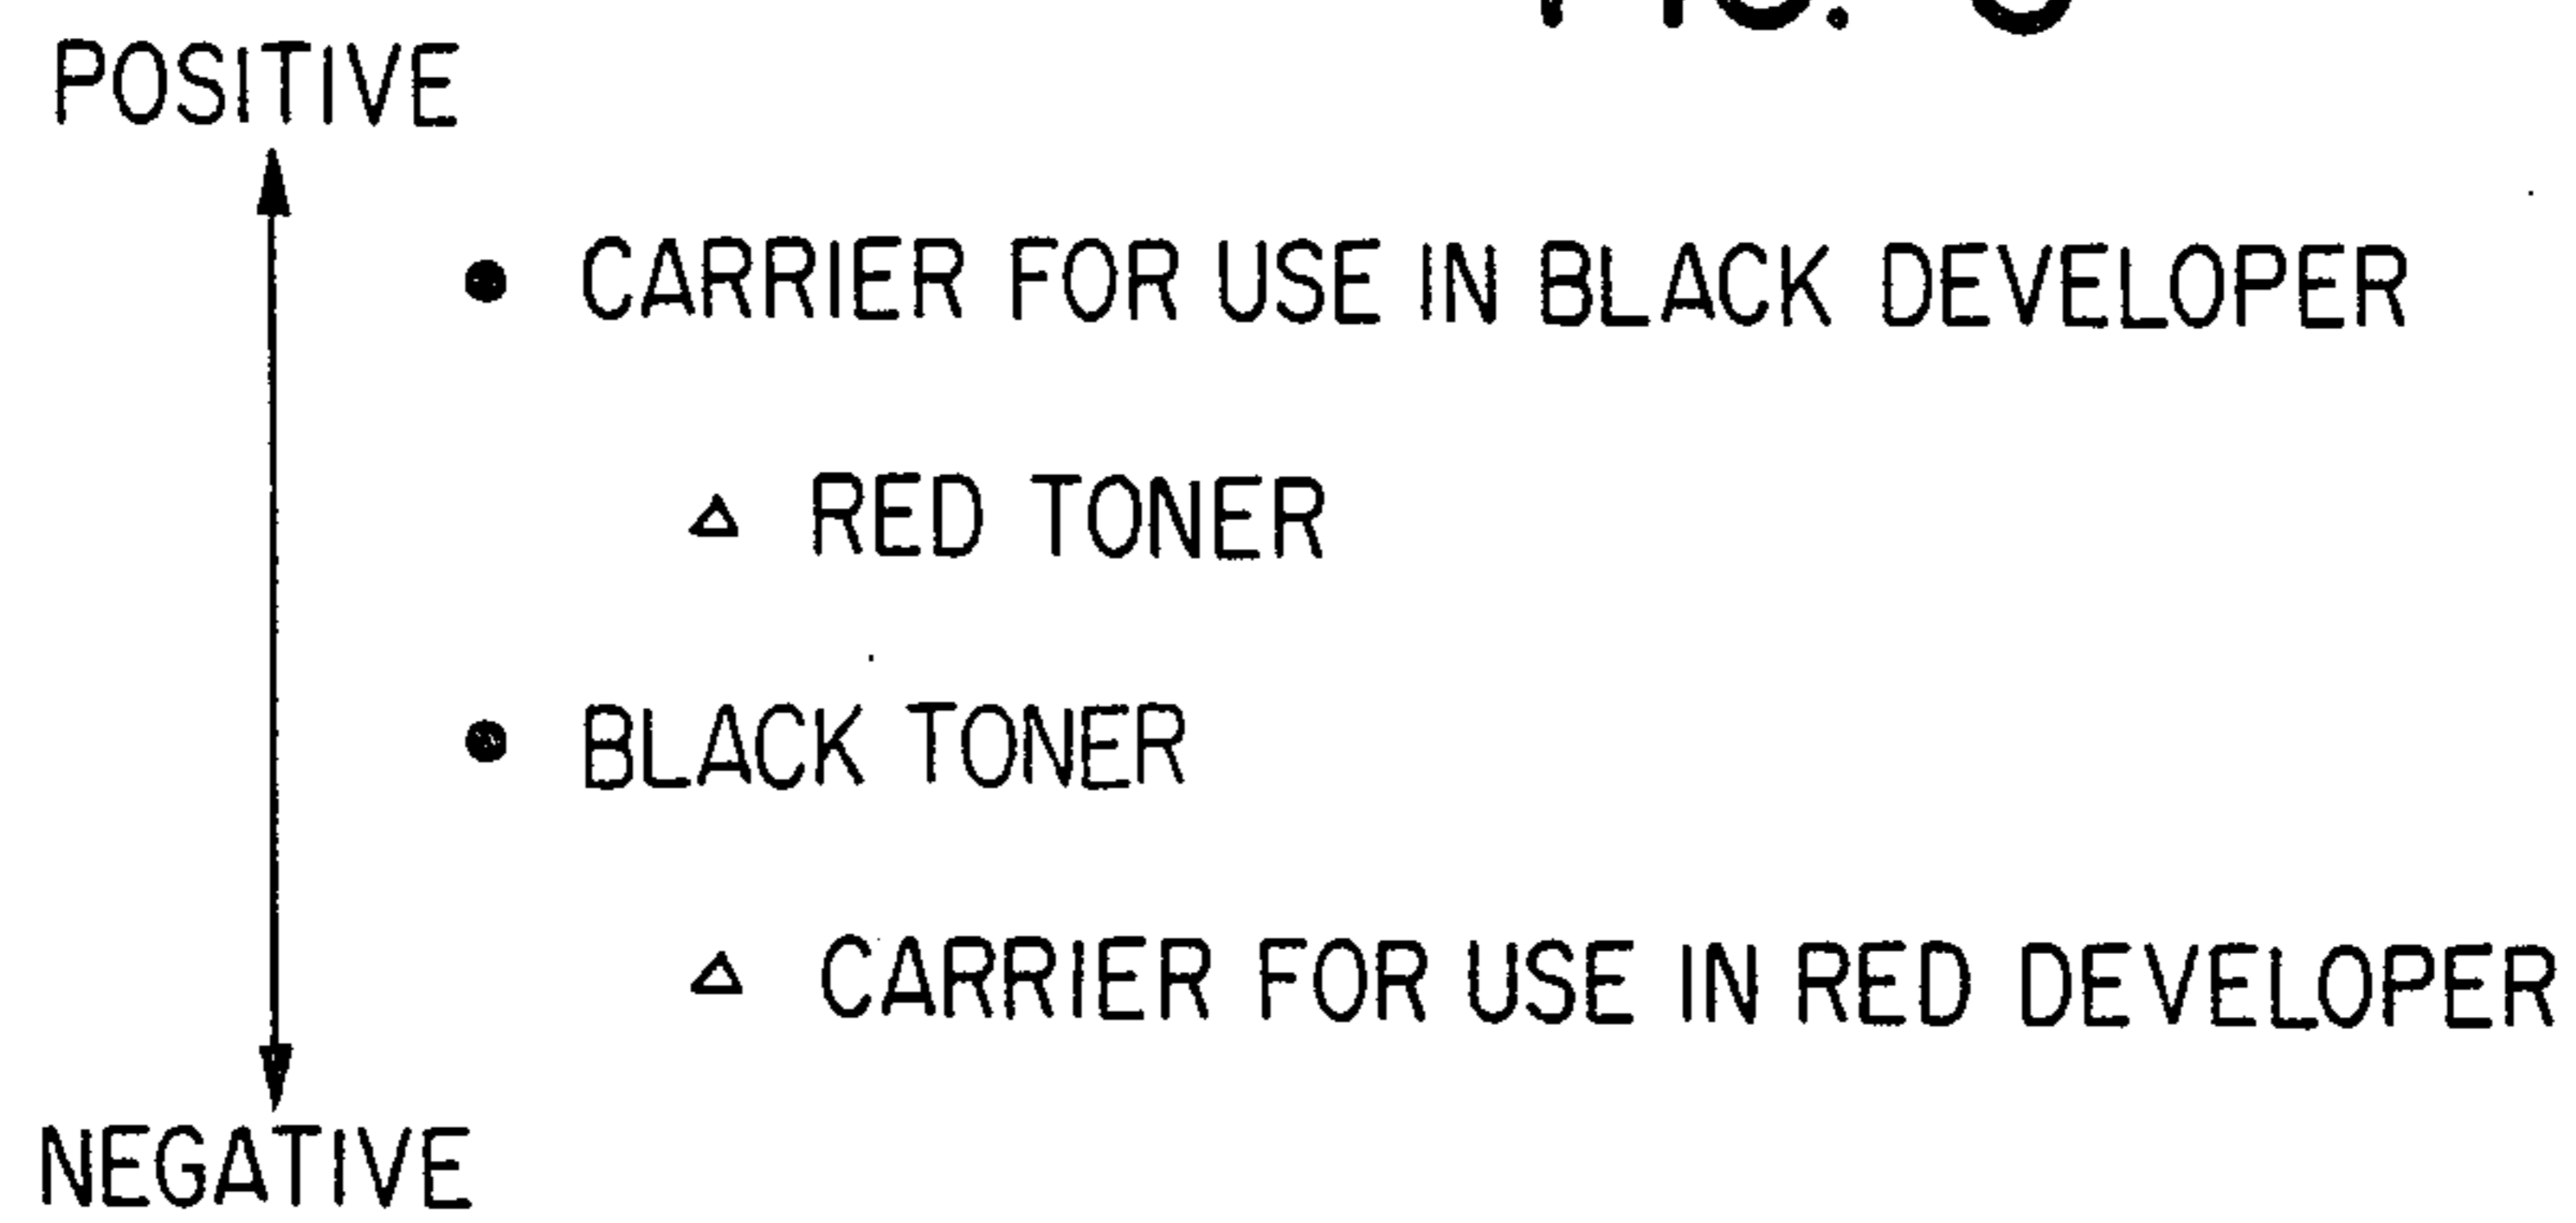 POSITIVE
● CARRIER FOR USE IN BLACK DEVELOPER
△ RED TONER
● BLACK TONER
△ CARRIER FOR USE IN RED DEVELOPER
NEGATIVE